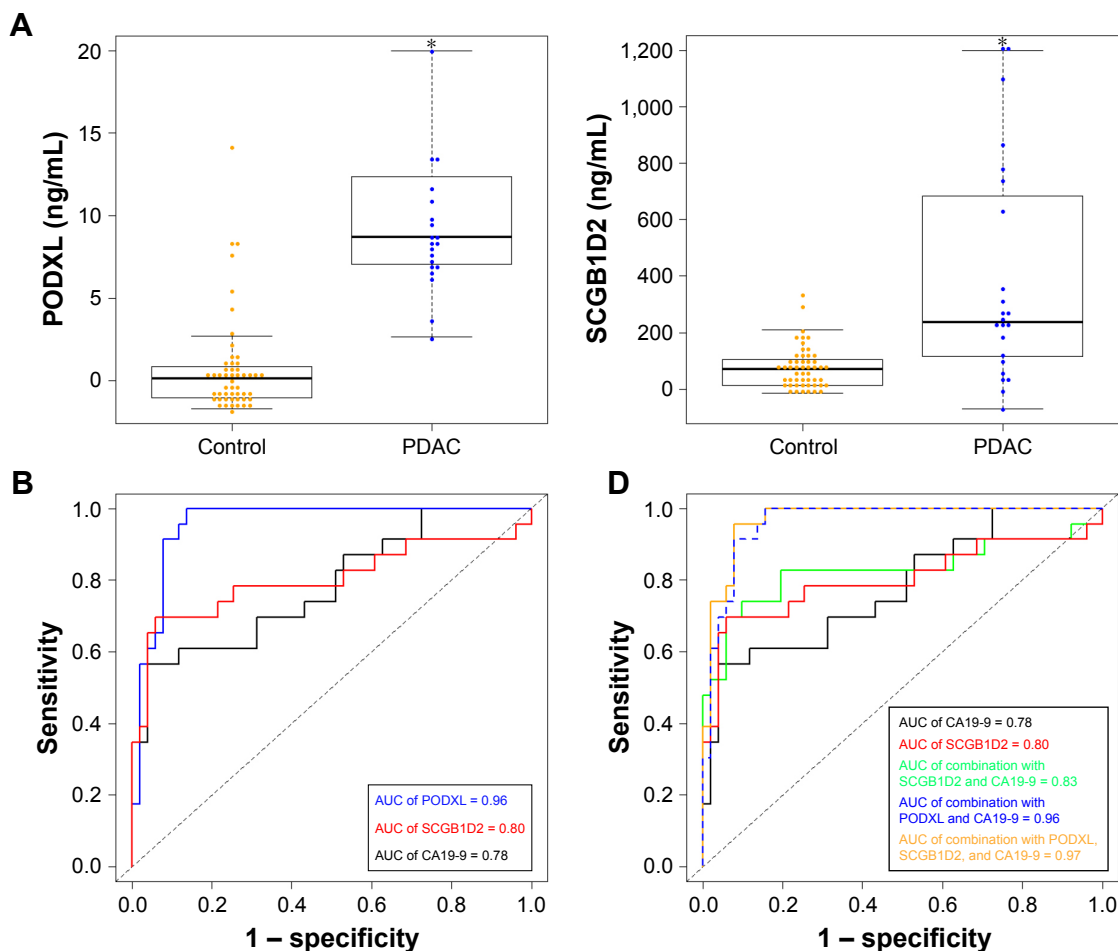 A
PODXL (ng/mL)
20
15
10
5
0
*
Control
PDAC
SCGB1D2 (ng/mL)
1,200
1,000
800
600
400
200
0
*
Control
PDAC
B
Sensitivity
1.0
0.8
0.6
0.4
0.2
0.0
AUC of PODXL = 0.96
AUC of SCGB1D2 = 0.80
AUC of CA19-9 = 0.78
0.0 0.2 0.4 0.6 0.8 1.0
1 – specificity
D
Sensitivity
1.0
0.8
0.6
0.4
0.2
0.0
AUC of CA19-9 = 0.78
AUC of SCGB1D2 = 0.80
AUC of combination with
SCGB1D2 and CA19-9 = 0.83
AUC of combination with
PODXL and CA19-9 = 0.96
AUC of combination with PODXL,
SCGB1D2, and CA19-9 = 0.97
0.0 0.2 0.4 0.6 0.8 1.0
1 – specificity